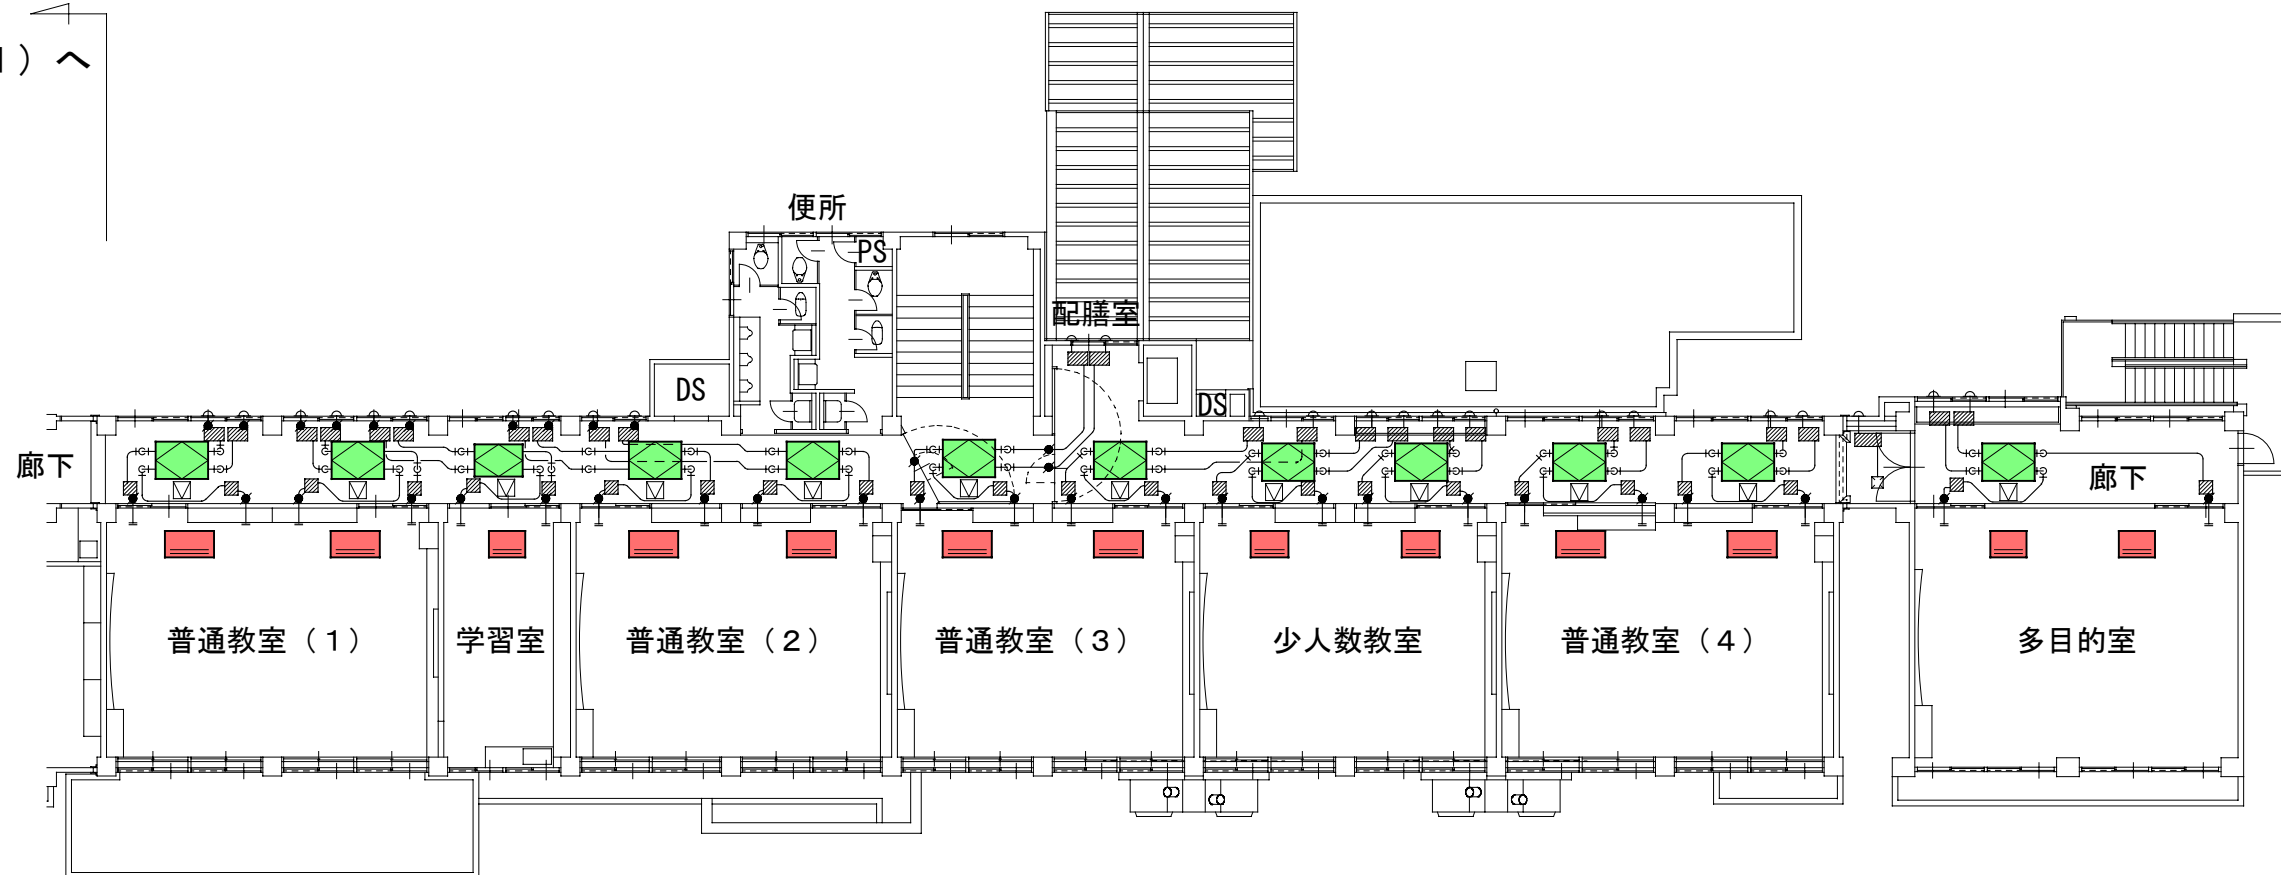 ）へ
便所
PS
配膳室
DS
DS
廊下
廊下
普通教室（１）
学習室
普通教室（２）
普通教室（３）
少人数教室
普通教室（４）
多目的室